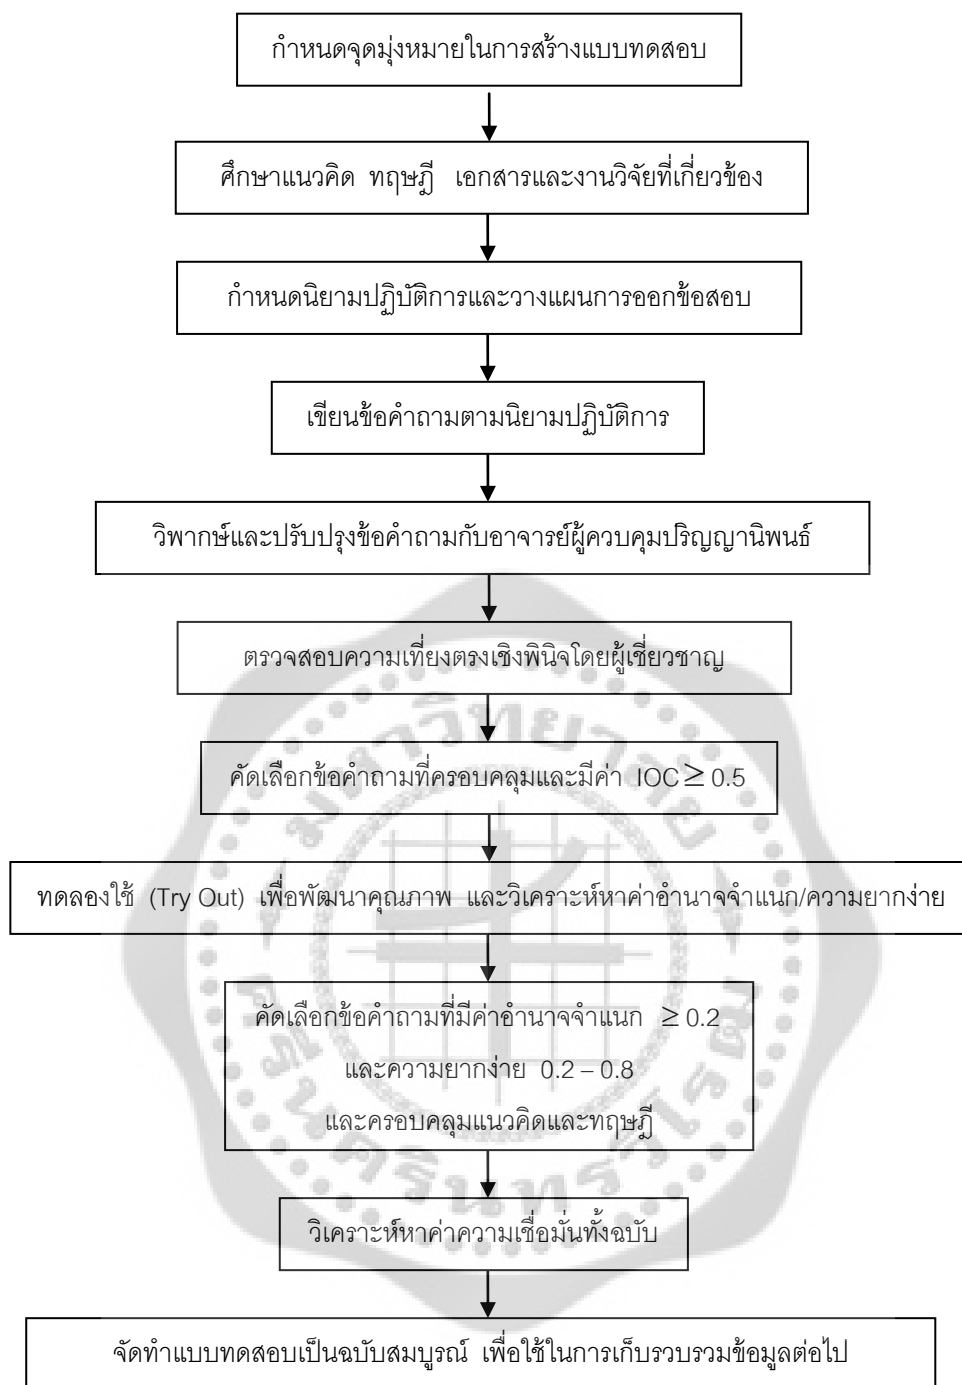 กำหนดจุดมุ่งหมายในการสร้างแบบทดสอบ
ศึกษาแนวคิด ทฤษฎี เอกสารและงานวิจัยที่เกี่ยวข้อง
กำหนดนิยามปฏิบัติการและวางแผนการออกข้อสอบ
เขียนข้อคำถามตามนิยามปฏิบัติการ
วิพากษ์และปรับปรุงข้อคำถามกับอาจารย์ผู้ควบคุมปริญญานิพนธ์
ตรวจสอบความเที่ยงตรงเชิงพินิจโดยผู้เชี่ยวชาญ
คัดเลือกข้อคำถามที่ครอบคลุมและมีค่า IOC ≥ 0.5
ทดลองใช้ (Try Out) เพื่อพัฒนาคุณภาพ และวิเคราะห์หาค่าอำนาจจำแนก/ความยากง่าย
คัดเลือกข้อคำถามที่มีค่าอำนาจจำแนก ≥ 0.2
และความยากง่าย 0.2 – 0.8
และครอบคลุมแนวคิดและทฤษฎี
วิเคราะห์หาค่าความเชื่อมั่นทั้งฉบับ
จัดทำแบบทดสอบเป็นฉบับสมบูรณ์ เพื่อใช้ในการเก็บรวบรวมข้อมูลต่อไป
มหาวิทยาลัย
ศรีนครินทรวิโรฒ